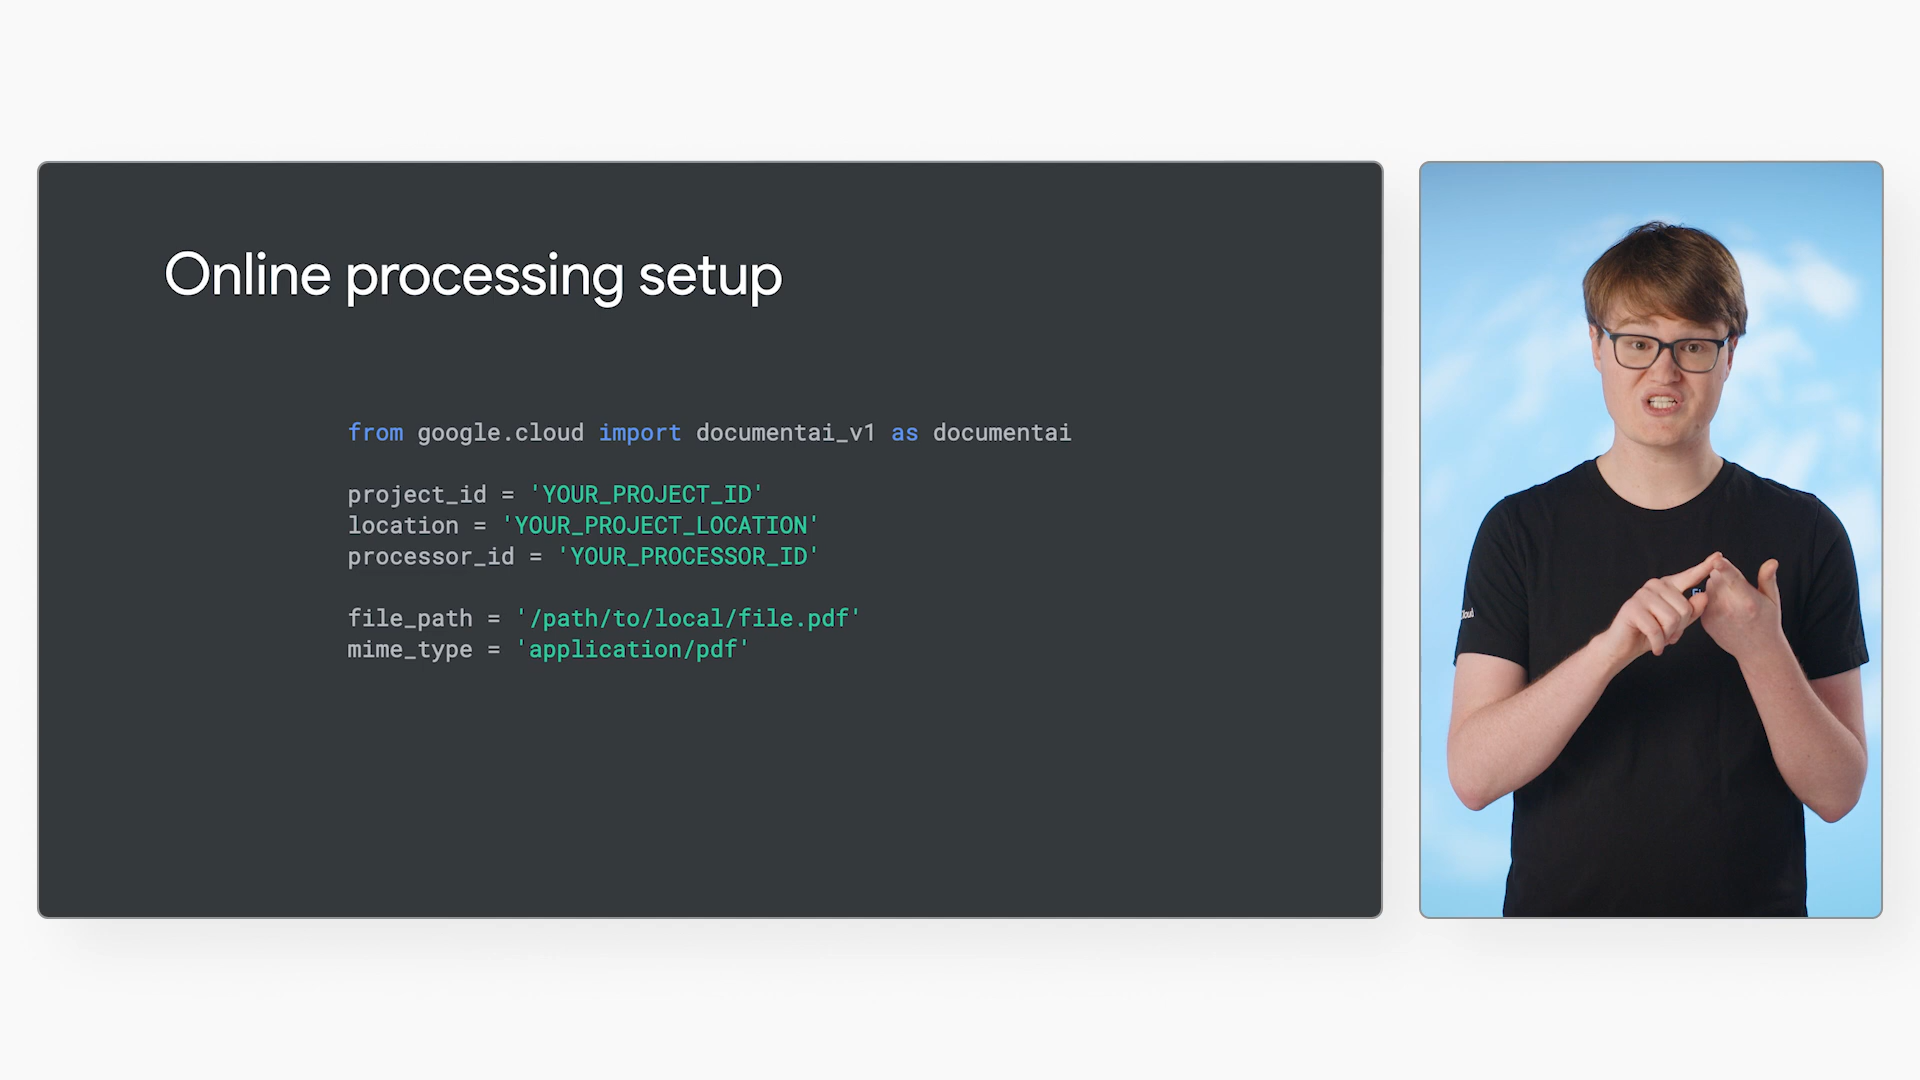 Online processing setup
from google.cloud import documentai_v1 as documentai
project_id = 'YOUR_PROJECT_ID'
location = 'YOUR_PROJECT_LOCATION'
processor_id = 'YOUR_PROCESSOR_ID'
file_path = '/path/to/local/file.pdf'
mime_type = 'application/pdf'
Cloud